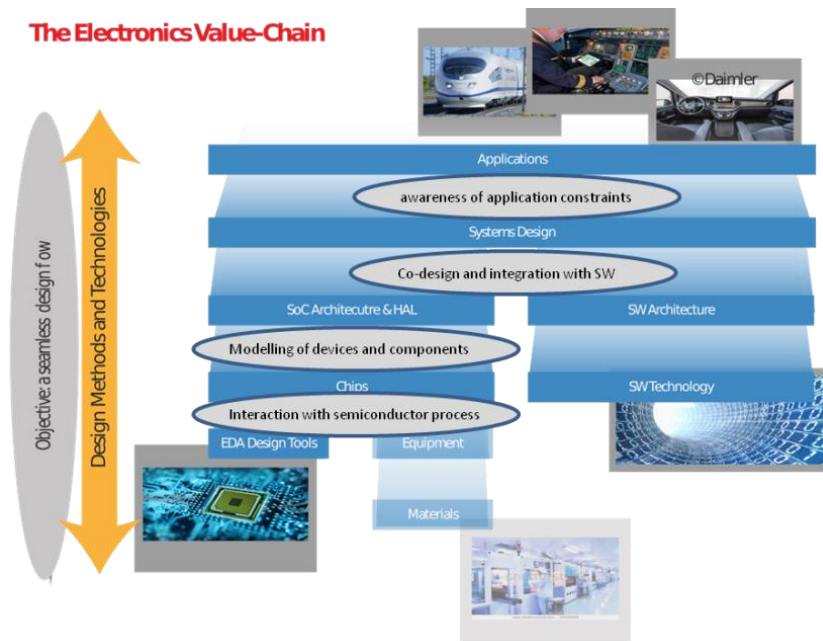 The Electronics Value-Chain
©Daimler
Applications
awareness of application constraints
Systems Design
Co-design and integration with SW
SoC Architecutre & HAL
SW Architecture
Modelling of devices and components
Chips
SW Technology
Interaction with semiconductor process
EDA Design Tools
Equipment
Materials
Objective: a seamless design flow
Design Methods and Technologies